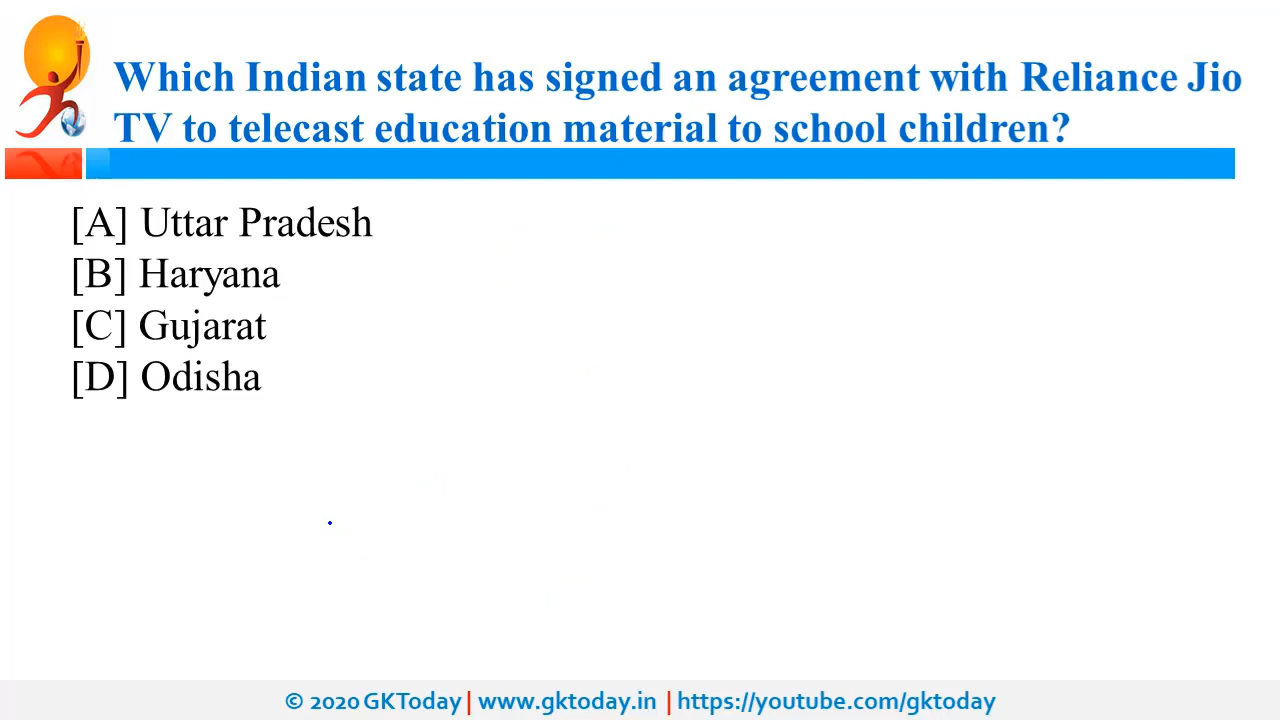 Which Indian state has signed an agreement with Reliance Jio
TV to telecast education material to school children?
[A] Uttar Pradesh
[B] Haryana
[C] Gujarat
[D] Odisha
© 2020 GKToday | www.gktoday.in | https://youtube.com/gktoday